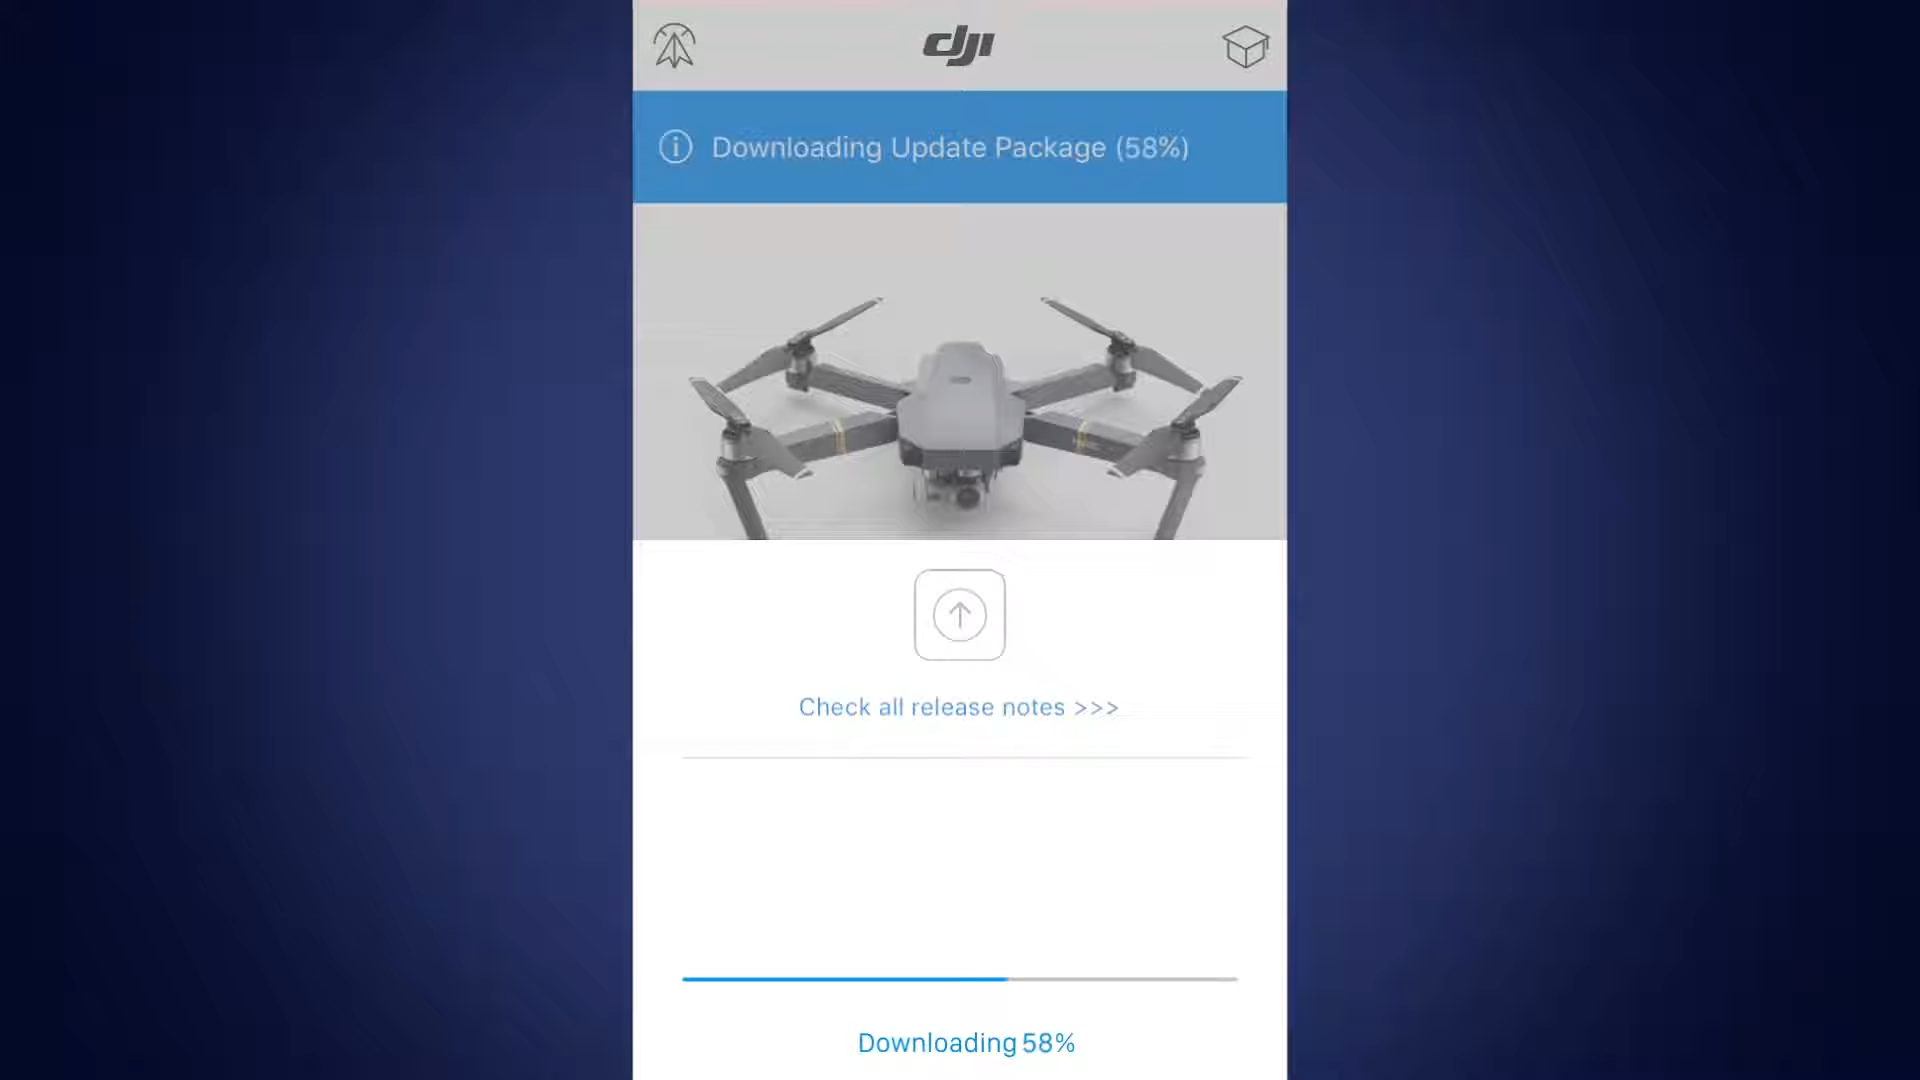 dji
Downloading Update Package (58%)
Check all release notes >>>
Downloading 58%